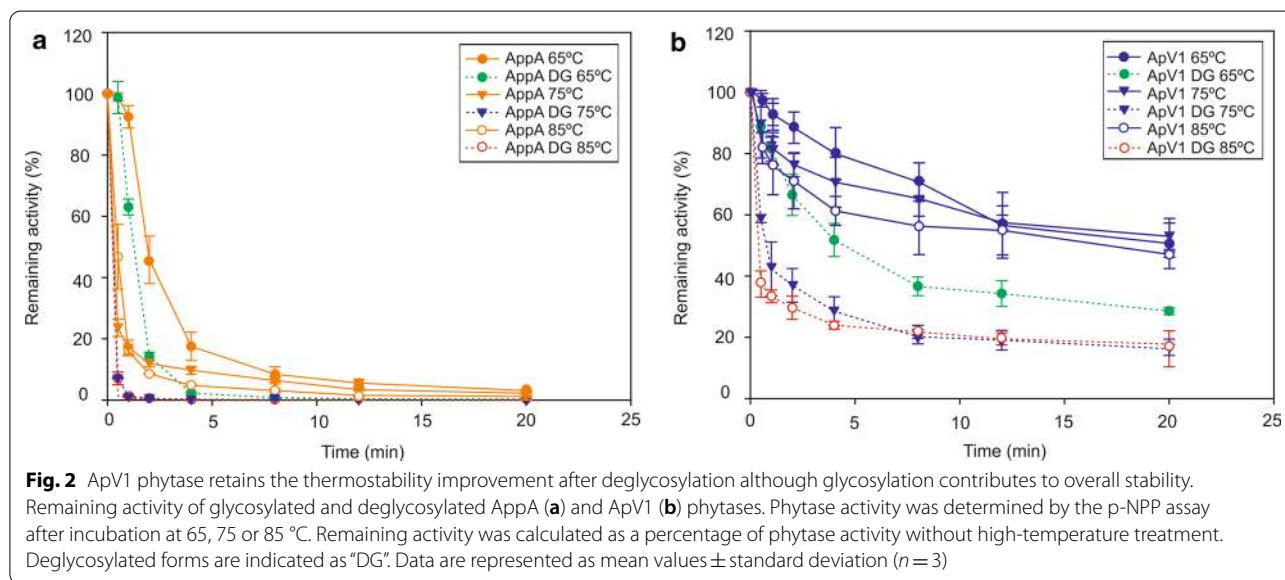 a
120
100
80
60
40
20
0
Remaining activity (%)
0 5 10 15 20 25
Time (min)
AppA 65ºC
AppA DG 65ºC
AppA 75ºC
AppA DG 75ºC
AppA 85ºC
AppA DG 85ºC
b
120
100
80
60
40
20
0
Remaining activity (%)
0 5 10 15 20 25
Time (min)
ApV1 65ºC
ApV1 DG 65ºC
ApV1 75ºC
ApV1 DG 75ºC
ApV1 85ºC
ApV1 DG 85ºC
Fig. 2 ApV1 phytase retains the thermostability improvement after deglycosylation although glycosylation contributes to overall stability.
Remaining activity of glycosylated and deglycosylated AppA (a) and ApV1 (b) phytases. Phytase activity was determined by the p-NPP assay
after incubation at 65, 75 or 85 °C. Remaining activity was calculated as a percentage of phytase activity without high-temperature treatment.
Deglycosylated forms are indicated as “DG”. Data are represented as mean values ± standard deviation (n = 3)